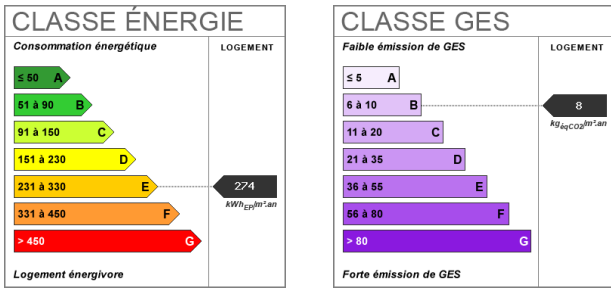 CLASSE ÉNERGIE
Consommation énergétique
LOGEMENT
≤ 50 A
51 à 90 B
91 à 150 C
151 à 230 D
231 à 330 E
274
kWhEP/m².an
331 à 450 F
> 450 G
Logement énergivore
CLASSE GES
Faible émission de GES
LOGEMENT
≤ 5 A
6 à 10 B
8
kgéqCO2/m².an
11 à 20 C
21 à 35 D
36 à 55 E
56 à 80 F
> 80 G
Forte émission de GES